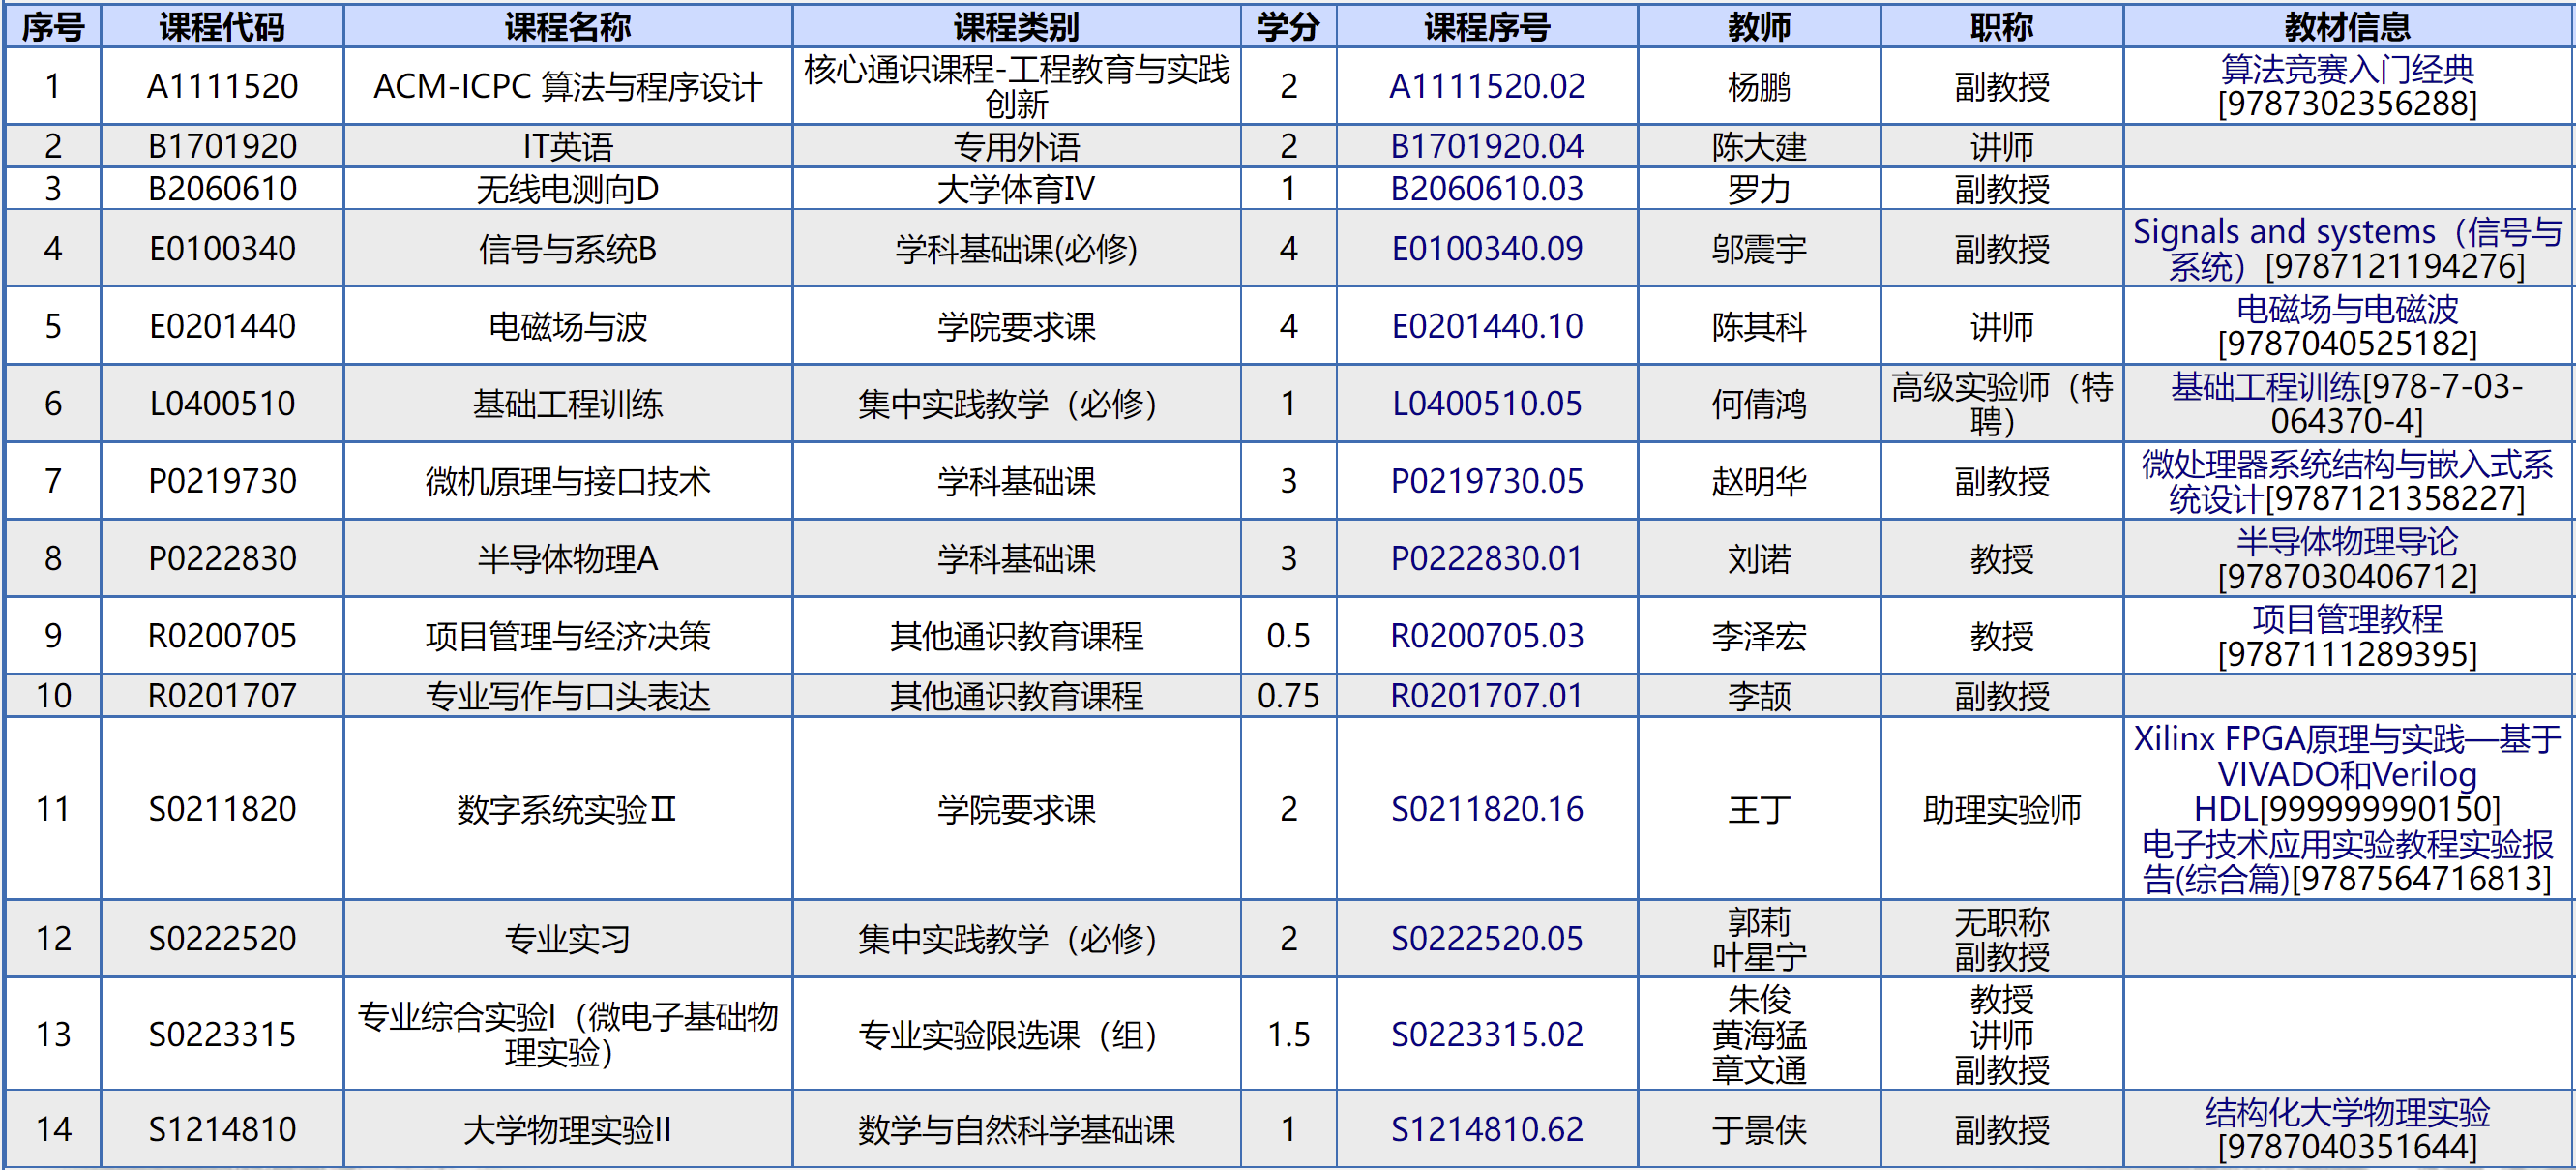 序号 课程代码 课程名称 课程类别 学分 课程序号 教师 职称 教材信息
1 A1111520 ACM-ICPC 算法与程序设计 核心通识课程-工程教育与实践 2 A1111520.02 杨鹏 副教授 算法竞赛入门经典
创新 [9787302356288]
2 B1701920 IT英语 专用外语 2 B1701920.04 陈大建 讲师
3 B2060610 无线电测向D 大学体育IV 1 B2060610.03 罗力 副教授
4 E0100340 信号与系统B 学科基础课(必修) 4 E0100340.09 邬震宇 副教授 Signals and systems（信号与
系统）[9787121194276]
5 E0201440 电磁场与波 学院要求课 4 E0201440.10 陈其科 讲师 电磁场与电磁波
[9787040525182]
6 L0400510 基础工程训练 集中实践教学（必修） 1 L0400510.05 何倩鸿 高级实验师（特 基础工程训练[978-7-03-
聘） 064370-4]
7 P0219730 微机原理与接口技术 学科基础课 3 P0219730.05 赵明华 副教授 微处理器系统结构与嵌入式系
统设计[9787121358227]
8 P0222830 半导体物理A 学科基础课 3 P0222830.01 刘诺 教授 半导体物理导论
[9787030406712]
9 R0200705 项目管理与经济决策 其他通识教育课程 0.5 R0200705.03 李泽宏 教授 项目管理教程
[9787111289395]
10 R0201707 专业写作与口头表达 其他通识教育课程 0.75 R0201707.01 李颉 副教授
11 S0211820 数字系统实验Ⅱ 学院要求课 2 S0211820.16 王丁 助理实验师 Xilinx FPGA原理与实践—基于
VIVADO和Verilog
HDL[999999990150]
电子技术应用实验教程实验报
告(综合篇)[9787564716813]
12 S0222520 专业实习 集中实践教学（必修） 2 S0222520.05 郭莉 无职称
叶星宁 副教授
13 S0223315 专业综合实验I（微电子基础物 专业实验限选课（组） 1.5 S0223315.02 朱俊 教授
理实验） 黄海猛 讲师
章文通 副教授
14 S1214810 大学物理实验II 数学与自然科学基础课 1 S1214810.62 于景侠 副教授 结构化大学物理实验
[9787040351644]